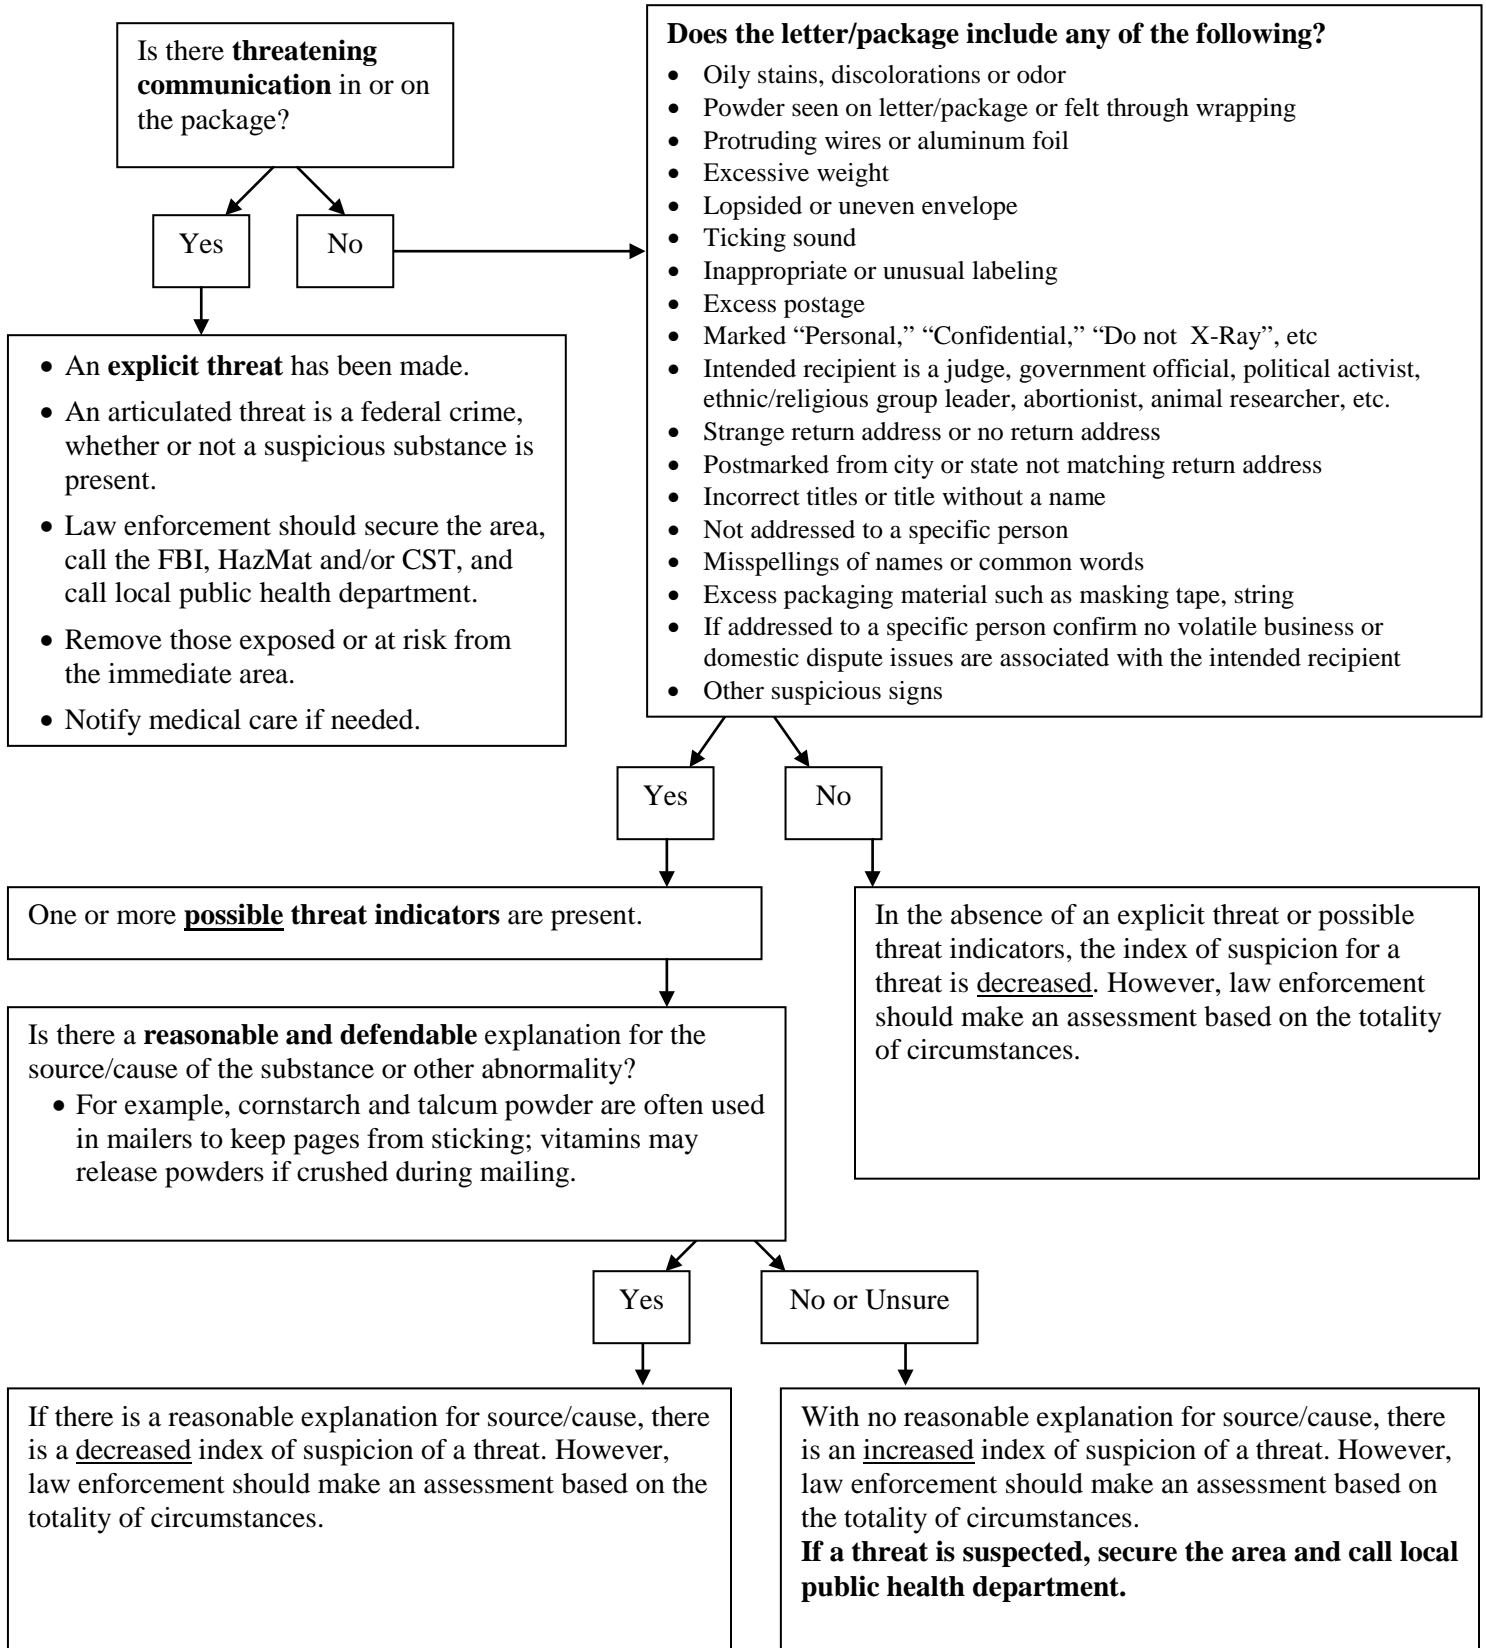 Is there threatening
communication in or on
the package?
Yes
No
• An explicit threat has been made.
• An articulated threat is a federal crime,
whether or not a suspicious substance is
present.
• Law enforcement should secure the area,
call the FBI, HazMat and/or CST, and
call local public health department.
• Remove those exposed or at risk from
the immediate area.
• Notify medical care if needed.
Does the letter/package include any of the following?
• Oily stains, discolorations or odor
• Powder seen on letter/package or felt through wrapping
• Protruding wires or aluminum foil
• Excessive weight
• Lopsided or uneven envelope
• Ticking sound
• Inappropriate or unusual labeling
• Excess postage
• Marked “Personal,” “Confidential,” “Do not X-Ray”, etc
• Intended recipient is a judge, government official, political activist,
ethnic/religious group leader, abortionist, animal researcher, etc.
• Strange return address or no return address
• Postmarked from city or state not matching return address
• Incorrect titles or title without a name
• Not addressed to a specific person
• Misspellings of names or common words
• Excess packaging material such as masking tape, string
• If addressed to a specific person confirm no volatile business or
domestic dispute issues are associated with the intended recipient
• Other suspicious signs
Yes
No
One or more possible threat indicators are present.
In the absence of an explicit threat or possible
threat indicators, the index of suspicion for a
threat is decreased. However, law enforcement
should make an assessment based on the totality
of circumstances.
Is there a reasonable and defendable explanation for the
source/cause of the substance or other abnormality?
• For example, cornstarch and talcum powder are often used
in mailers to keep pages from sticking; vitamins may
release powders if crushed during mailing.
Yes
No or Unsure
If there is a reasonable explanation for source/cause, there
is a decreased index of suspicion of a threat. However,
law enforcement should make an assessment based on the
totality of circumstances.
With no reasonable explanation for source/cause, there
is an increased index of suspicion of a threat. However,
law enforcement should make an assessment based on
the totality of circumstances.
If a threat is suspected, secure the area and call local
public health department.